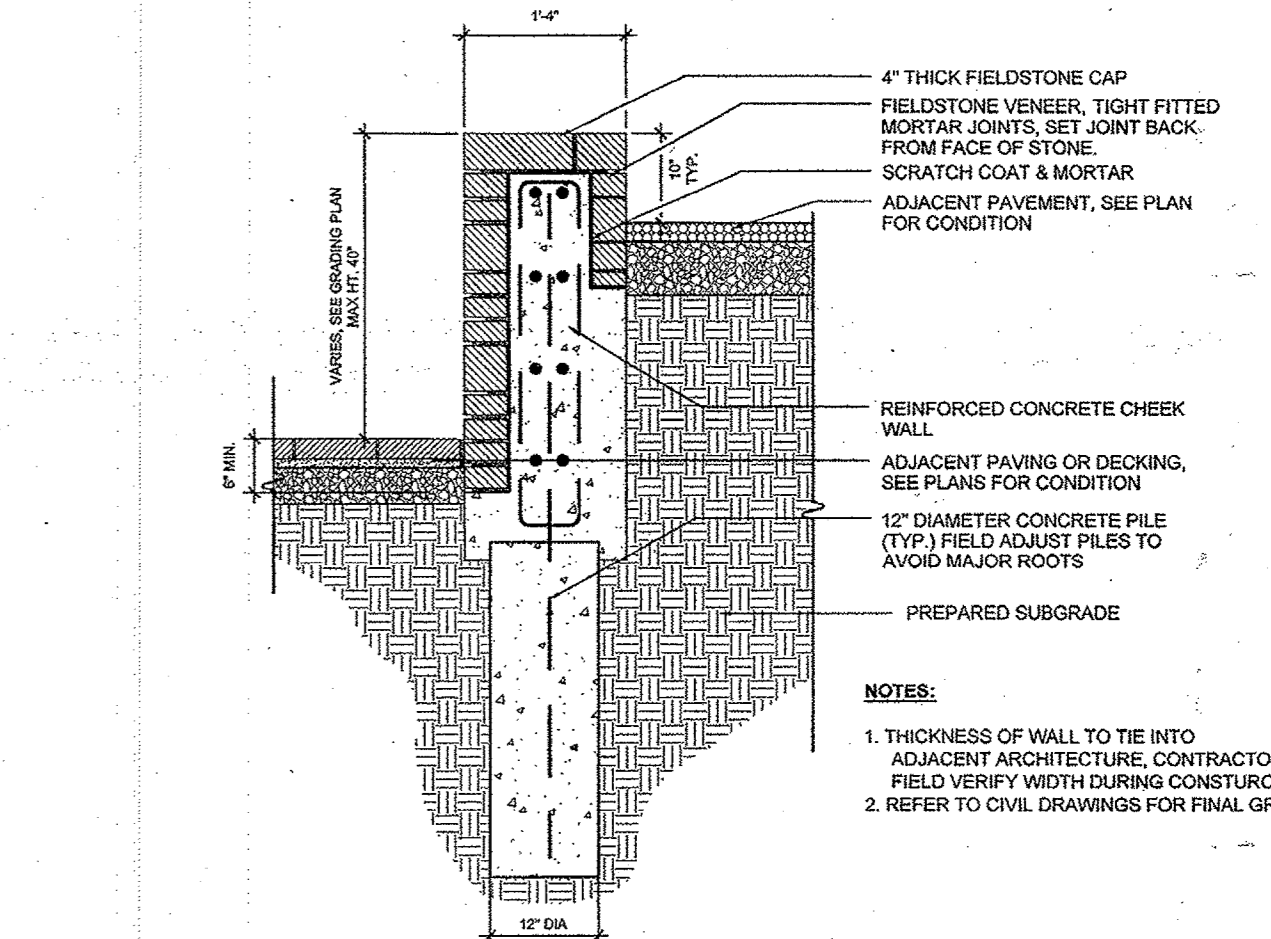 1'-4"
4" THICK FIELDSTONE CAP
FIELDSTONE VENEER, TIGHT FITTED
MORTAR JOINTS, SET JOINT BACK
FROM FACE OF STONE.
SCRATCH COAT & MORTAR
ADJACENT PAVEMENT, SEE PLAN
FOR CONDITION
10"
TYP.
VARIES, SEE GRADING PLAN
MAX HT. 40"
6" MIN.
REINFORCED CONCRETE CHEEK
WALL
ADJACENT PAVING OR DECKING,
SEE PLANS FOR CONDITION
12" DIAMETER CONCRETE PILE
(TYP.) FIELD ADJUST PILES TO
AVOID MAJOR ROOTS
PREPARED SUBGRADE
NOTES:
1. THICKNESS OF WALL TO TIE INTO
ADJACENT ARCHITECTURE, CONTRACTO
FIELD VERIFY WIDTH DURING CONSTURC
2. REFER TO CIVIL DRAWINGS FOR FINAL GR
12" DIA